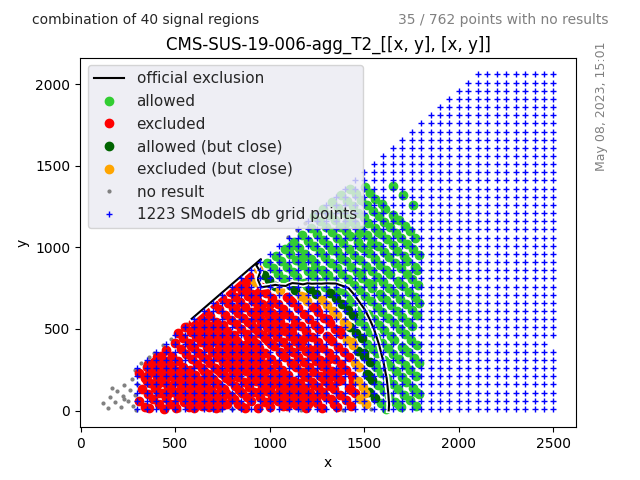 combination of 40 signal regions
35 / 762 points with no results
CMS-SUS-19-006-agg_T2_[[x, y], [x, y]]
May 08, 2023, 15:01
official exclusion
allowed
excluded
allowed (but close)
excluded (but close)
no result
1223 SModelS db grid points
y
2000
1500
1000
500
0
0 500 1000 1500 2000 2500
x